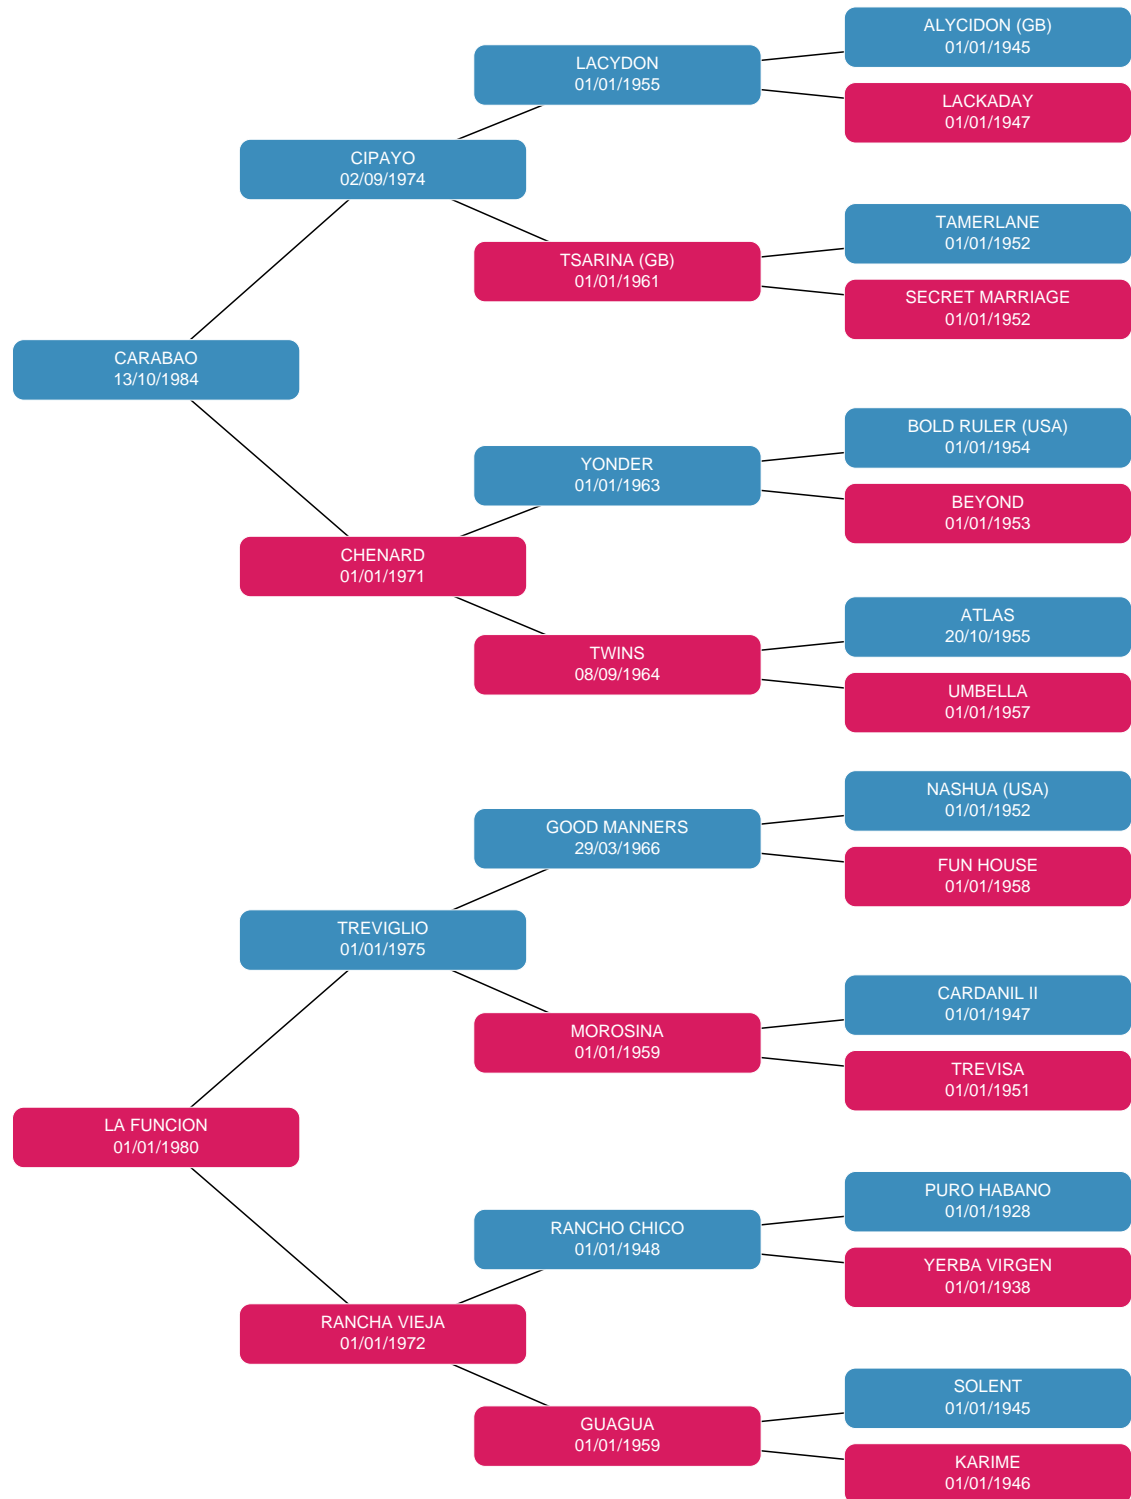 ALYCIDON (GB)
01/01/1945
LACYDON
01/01/1955
LACKADAY
01/01/1947
CIPAYO
02/09/1974
TAMERLANE
01/01/1952
TSARINA (GB)
01/01/1961
SECRET MARRIAGE
01/01/1952
CARABAO
13/10/1984
BOLD RULER (USA)
01/01/1954
YONDER
01/01/1963
BEYOND
01/01/1953
CHENARD
01/01/1971
ATLAS
20/10/1955
TWINS
08/09/1964
UMBELLA
01/01/1957
NASHUA (USA)
01/01/1952
GOOD MANNERS
29/03/1966
FUN HOUSE
01/01/1958
TREVIGLIO
01/01/1975
CARDANIL II
01/01/1947
MOROSINA
01/01/1959
TREVISA
01/01/1951
LA FUNCION
01/01/1980
PURO HABANO
01/01/1928
RANCHO CHICO
01/01/1948
YERBA VIRGEN
01/01/1938
RANCHA VIEJA
01/01/1972
SOLENT
01/01/1945
GUAGUA
01/01/1959
KARIME
01/01/1946